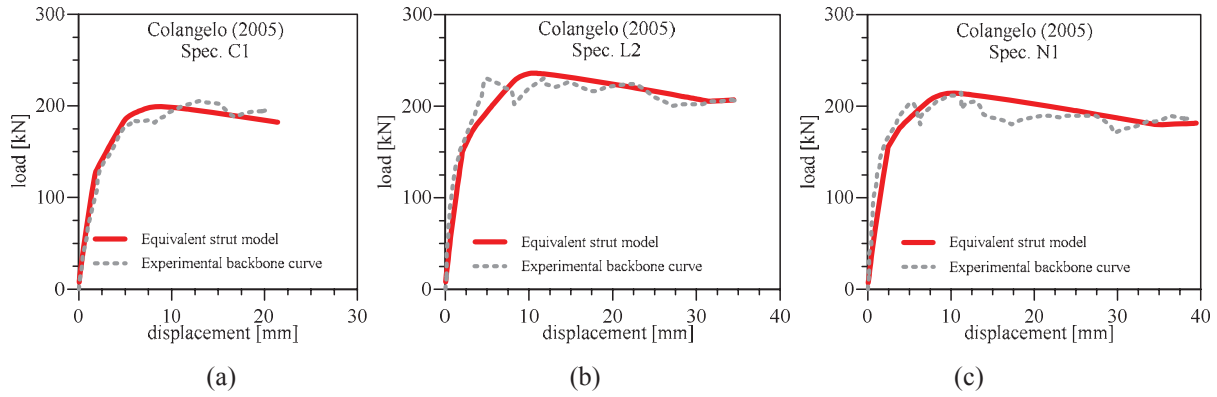 300
200
100
0
load [kN]
Colangelo (2005)
Spec. C1
Equivalent strut model
Experimental backbone curve
0 10 20 30
displacement [mm]
(a)
300
200
100
0
load [kN]
Colangelo (2005)
Spec. L2
Equivalent strut model
Experimental backbone curve
0 10 20 30 40
displacement [mm]
(b)
300
200
100
0
load [kN]
Colangelo (2005)
Spec. N1
Equivalent strut model
Experimental backbone curve
0 10 20 30 40
displacement [mm]
(c)